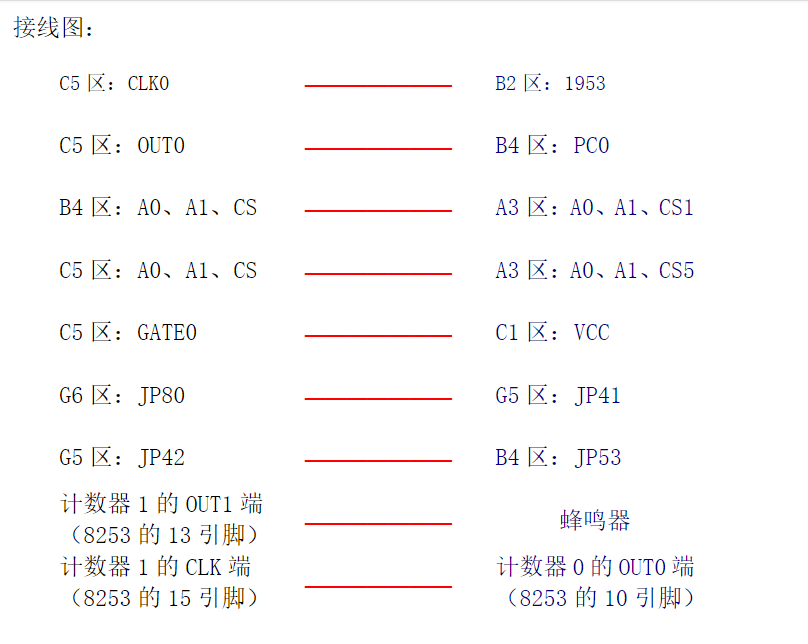 接线图：
C5 区：CLK0 B2 区：1953
C5 区：OUT0 B4 区：PC0
B4 区：A0、A1、CS A3 区：A0、A1、CS1
C5 区：A0、A1、CS A3 区：A0、A1、CS5
C5 区：GATE0 C1 区：VCC
G6 区：JP80 G5 区：JP41
G5 区：JP42 B4 区：JP53
计数器 1 的 OUT1 端
（8253 的 13 引脚）
蜂鸣器
计数器 1 的 CLK 端
（8253 的 15 引脚）
计数器 0 的 OUT0 端
（8253 的 10 引脚）